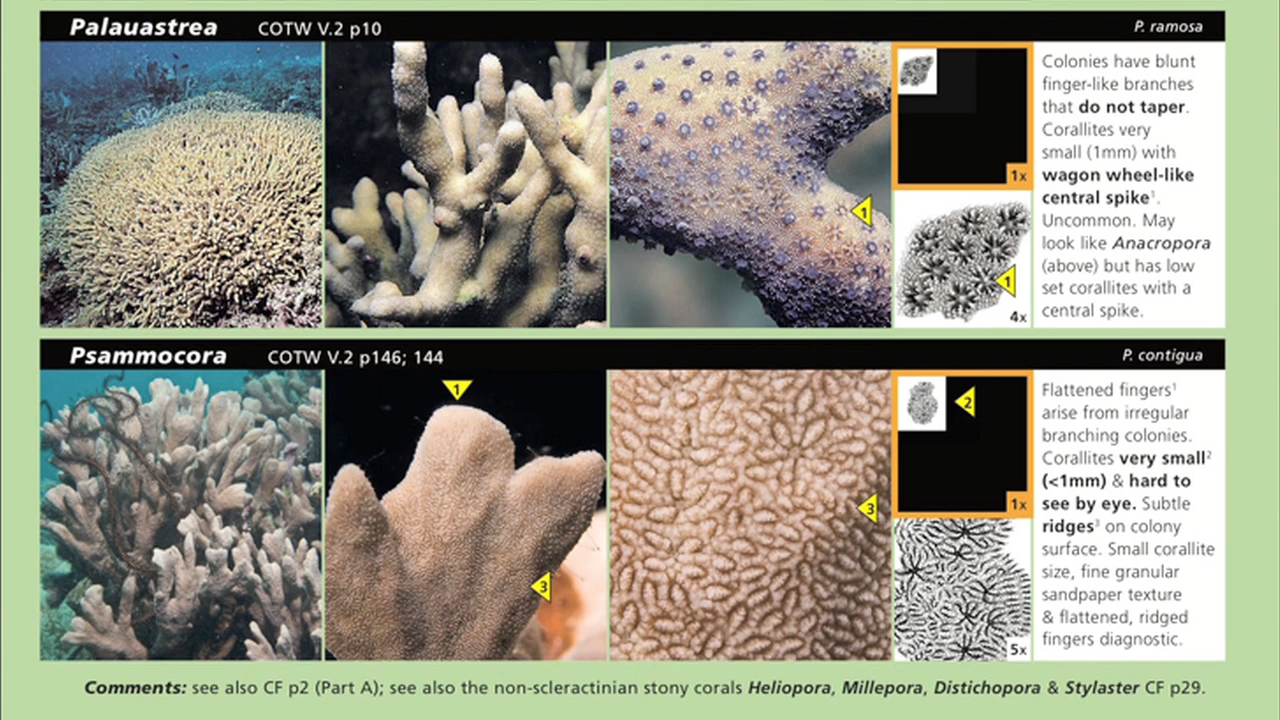 Palauastrea COTW V.2 p10 P. ramosa
1
1x
1
4x
Colonies have blunt
finger-like branches
that do not taper.
Corallites very
small (1mm) with
wagon wheel-like
central spike¹.
Uncommon. May
look like Anacropora
(above) but has low
set corallites with a
central spike.
Psammocora COTW V.2 p146; 144 P. contigua
1
3
3
2
1x
5x
Flattened fingers¹
arise from irregular
branching colonies.
Corallites very small²
(<1mm) & hard to
see by eye. Subtle
ridges³ on colony
surface. Small corallite
size, fine granular
sandpaper texture
& flattened, ridged
fingers diagnostic.
Comments: see also CF p2 (Part A); see also the non-scleractinian stony corals Heliopora, Millepora, Distichopora & Stylaster CF p29.